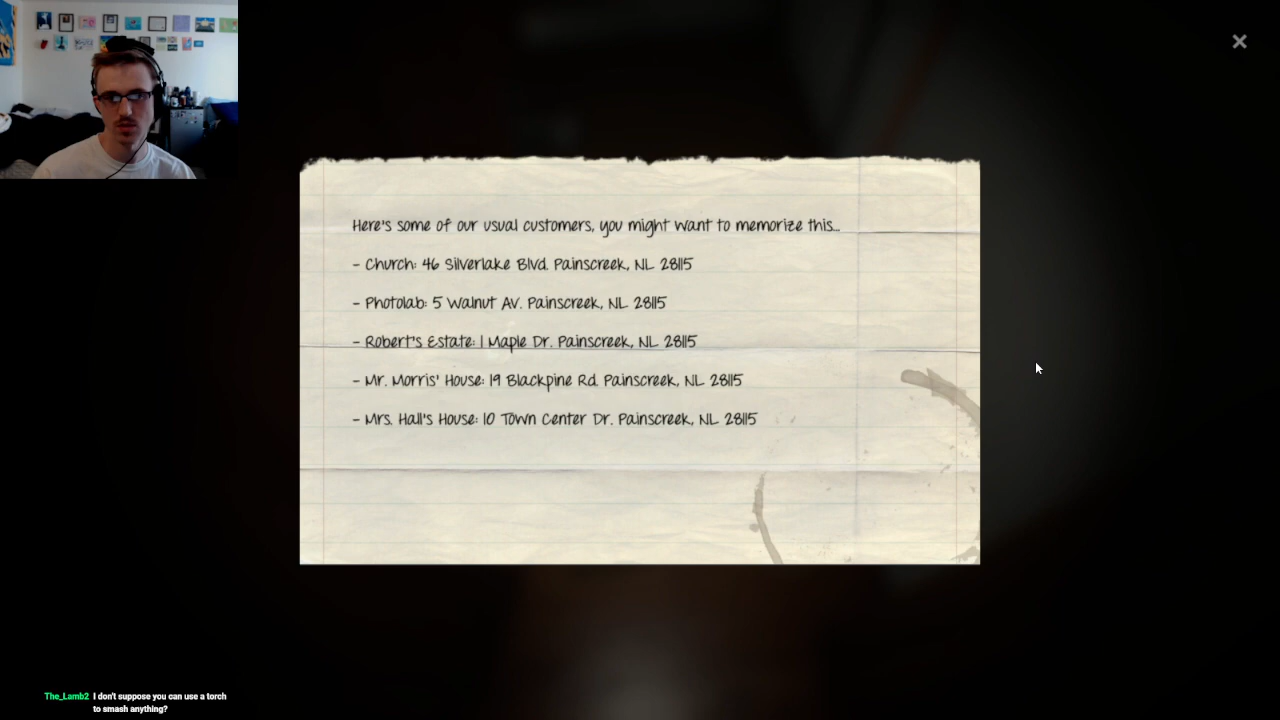 Here's some of our usual customers, you might want to memorize this...
- Church: 46 Silverlake Blvd. Painscreek, NL 28115
- Photolab: 5 Walnut Av. Painscreek, NL 28115
- Robert's Estate: 1 Maple Dr. Painscreek, NL 28115
- Mr. Morris' House: 19 Blackpine Rd. Painscreek, NL 28115
- Mrs. Hall's House: 10 Town Center Dr. Painscreek, NL 28115
The_Lamb2 I don't suppose you can use a torch
to smash anything?